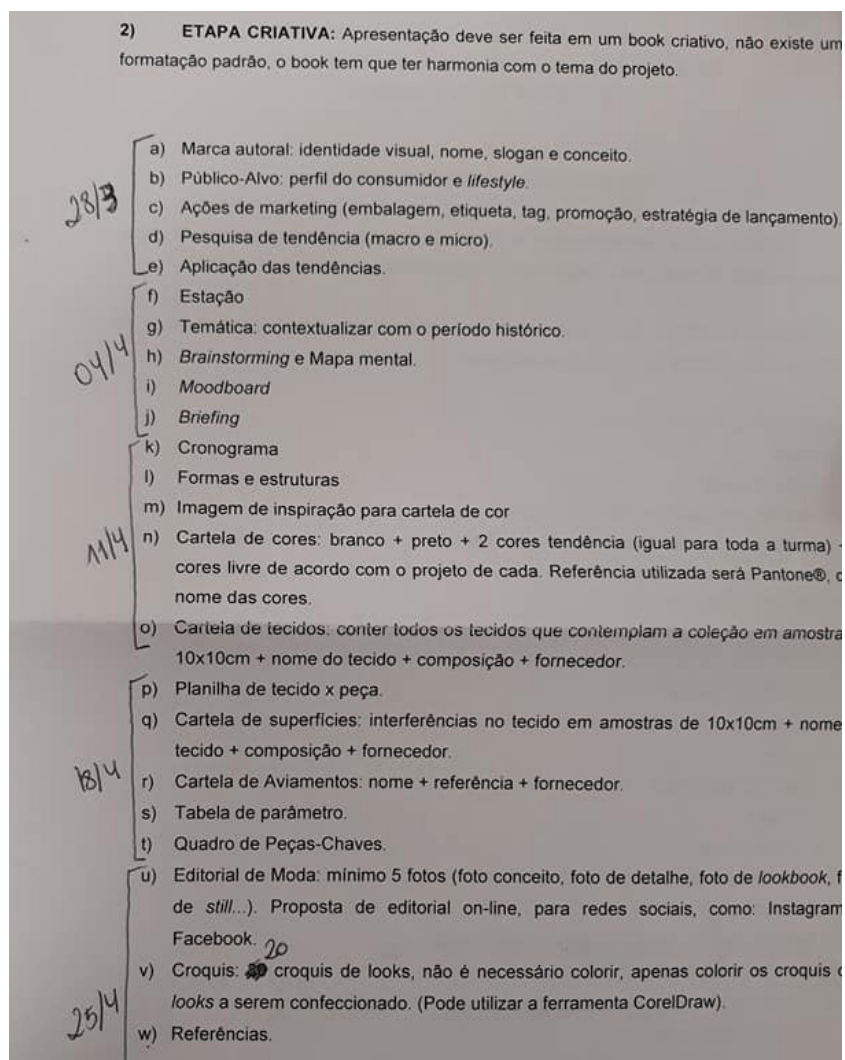 2) ETAPA CRIATIVA: Apresentação deve ser feita em um book criativo, não existe um
formatação padrão, o book tem que ter harmonia com o tema do projeto.
28/3
a) Marca autoral: identidade visual, nome, slogan e conceito.
b) Público-Alvo: perfil do consumidor e lifestyle.
c) Ações de marketing (embalagem, etiqueta, tag, promoção, estratégia de lançamento).
d) Pesquisa de tendência (macro e micro).
e) Aplicação das tendências.
04/4
f) Estação
g) Temática: contextualizar com o período histórico.
h) Brainstorming e Mapa mental.
i) Moodboard
j) Briefing
11/4
k) Cronograma
l) Formas e estruturas
m) Imagem de inspiração para cartela de cor
n) Cartela de cores: branco + preto + 2 cores tendência (igual para toda a turma)
cores livre de acordo com o projeto de cada. Referência utilizada será Pantone®,
nome das cores.
o) Cartela de tecidos: conter todos os tecidos que contemplam a coleção em amostra
10x10cm + nome do tecido + composição + fornecedor.
18/4
p) Planilha de tecido x peça.
q) Cartela de superfícies: interferências no tecido em amostras de 10x10cm + nome
tecido + composição + fornecedor.
r) Cartela de Aviamentos: nome + referência + fornecedor.
s) Tabela de parâmetro.
t) Quadro de Peças-Chaves.
25/4
u) Editorial de Moda: mínimo 5 fotos (foto conceito, foto de detalhe, foto de lookbook,
de still...). Proposta de editorial on-line, para redes sociais, como: Instagram
Facebook.
20
v) Croquis: croquis de looks, não é necessário colorir, apenas colorir os croquis
looks a serem confeccionado. (Pode utilizar a ferramenta CorelDraw).
w) Referências.